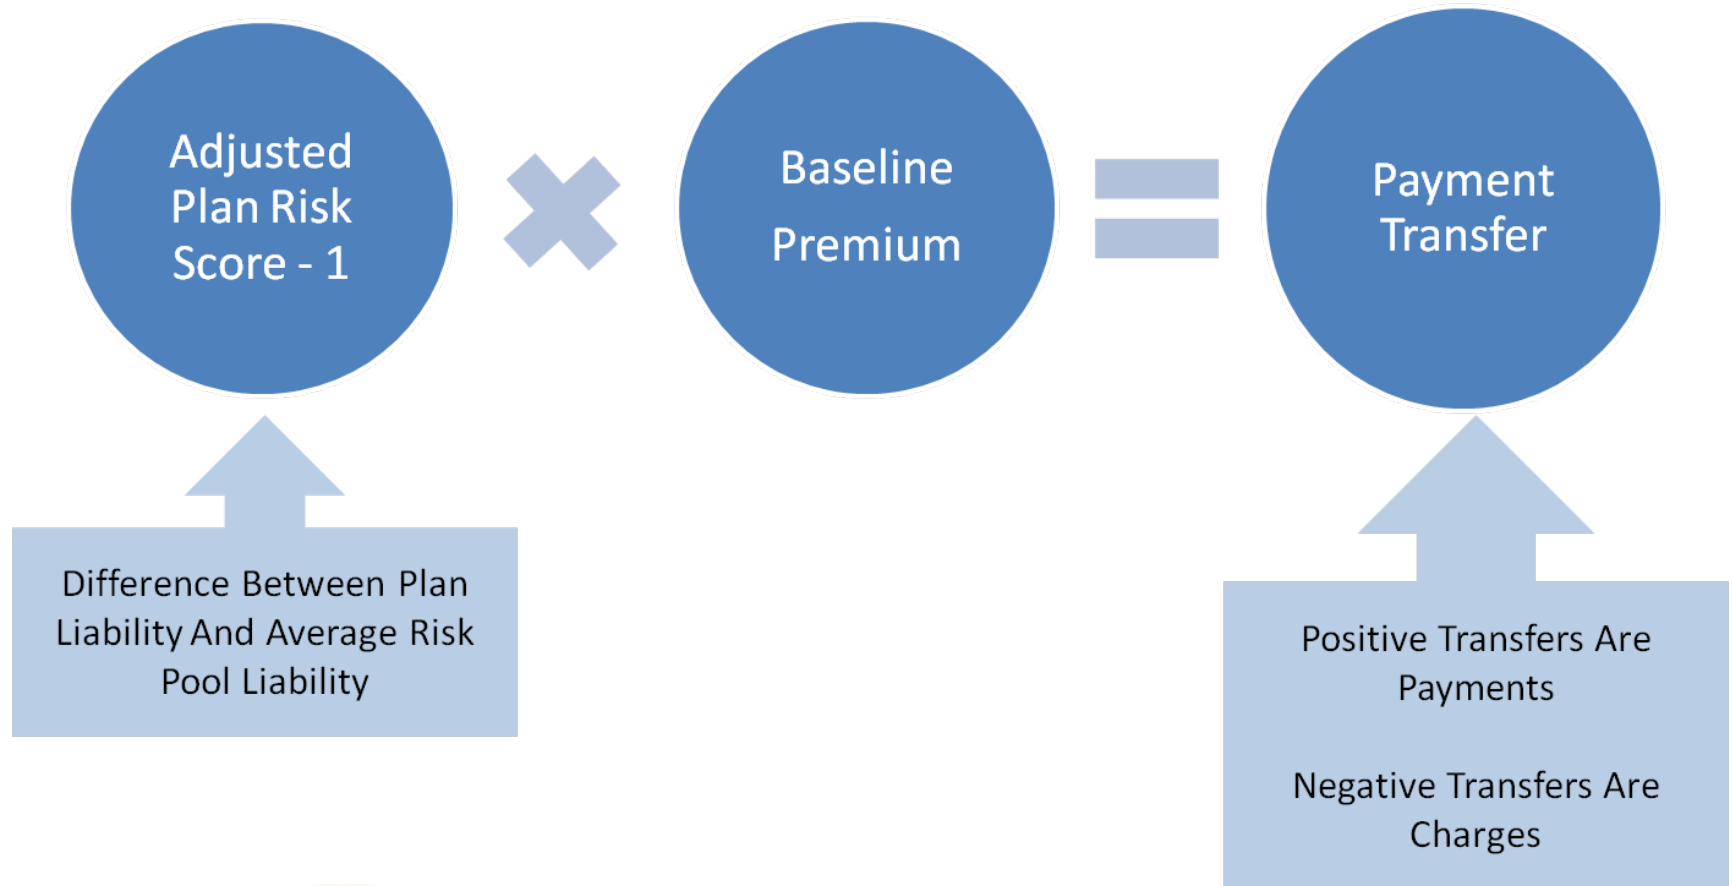 Adjusted
Plan Risk
Score - 1
Baseline
Premium
Payment
Transfer
Difference Between Plan
Liability And Average Risk
Pool Liability
Positive Transfers Are
Payments
Negative Transfers Are
Charges